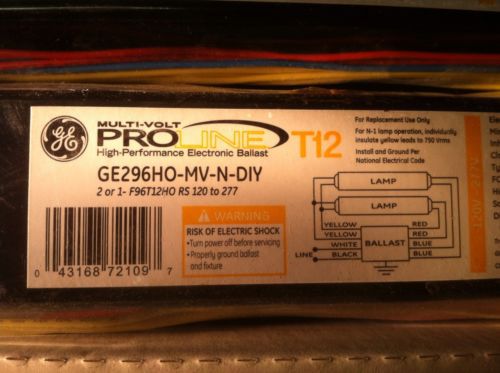 GE
MULTI-VOLT
PROLINE T12
High-Performance Electronic Ballast
GE296HO-MV-N-DIY
2 or 1- F96T12HO RS 120 to 277
WARNING
RISK OF ELECTRIC SHOCK
•Turn power off before servicing
•Properly ground ballast
and fixture
0 43168 72109 7
For Replacement Use Only
For N-1 lamp operation, individually
insulate yellow leads to 750 Vrms
Install and Ground Per
National Electrical Code
LAMP
LAMP
YELLOW RED
YELLOW RED
WHITE BALLAST BLUE
LINE BLACK BLUE
120V - 277V